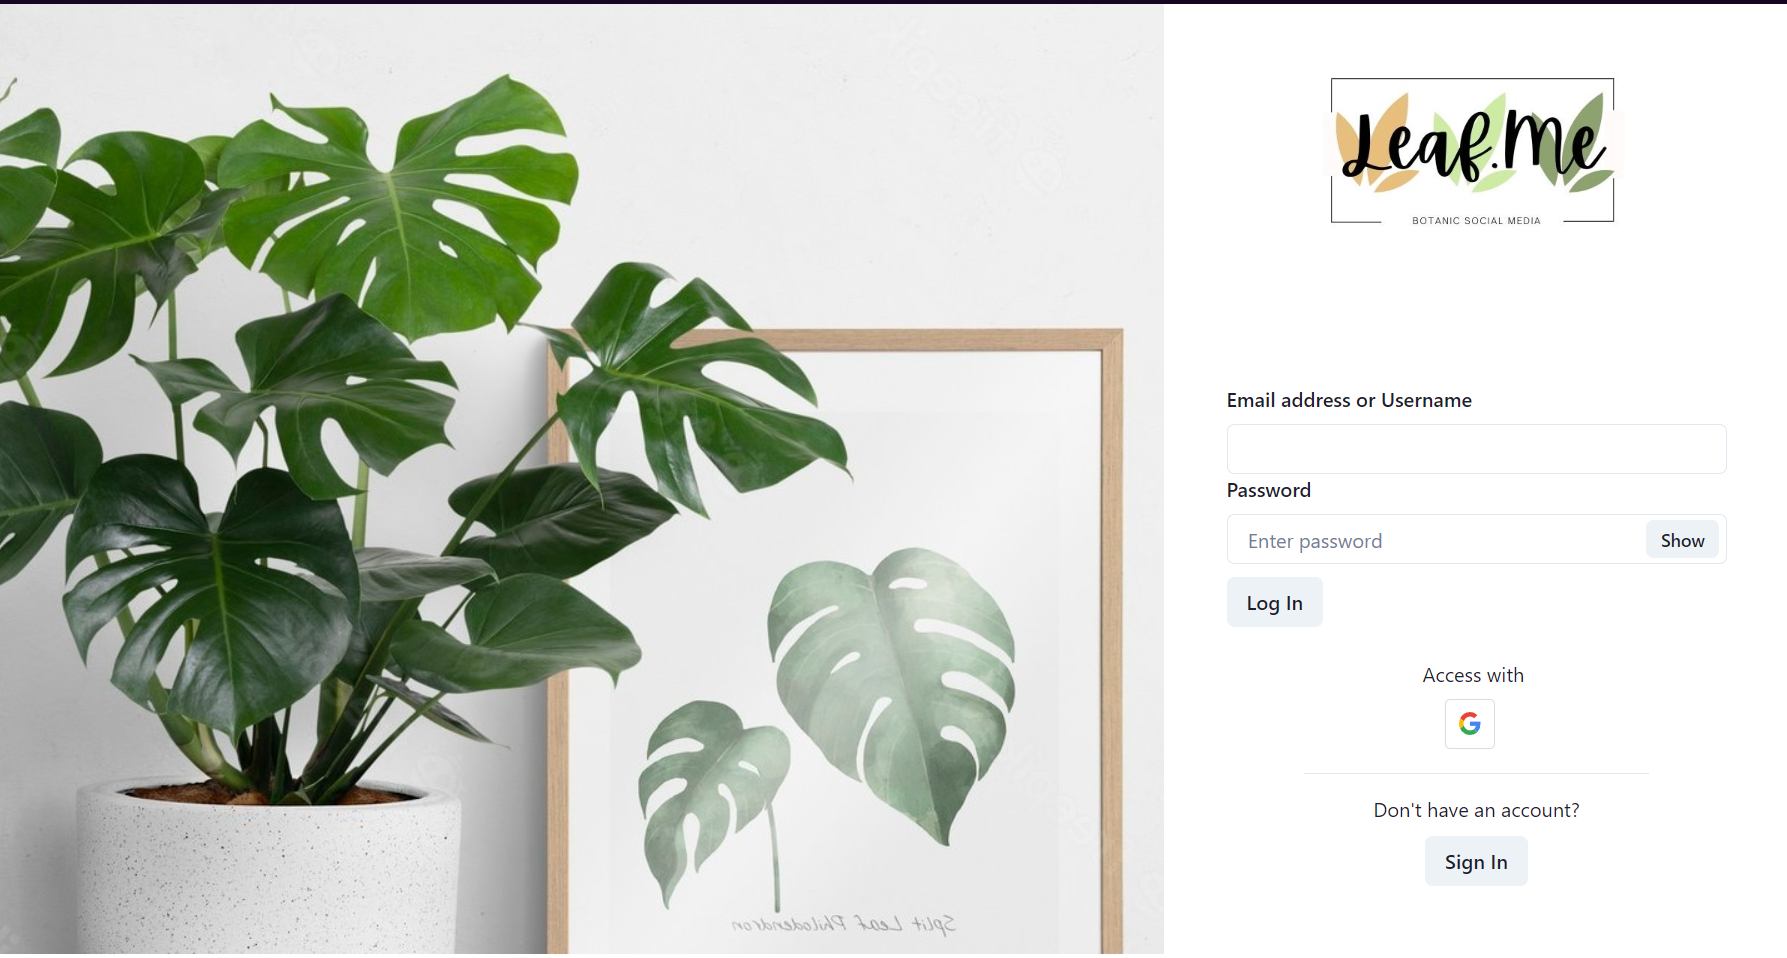 Leaf.Me
BOTANIC SOCIAL MEDIA
Email address or Username
Password
Enter password
Show
Log In
Access with
Don't have an account?
Sign In
Split Leaf Philodendron